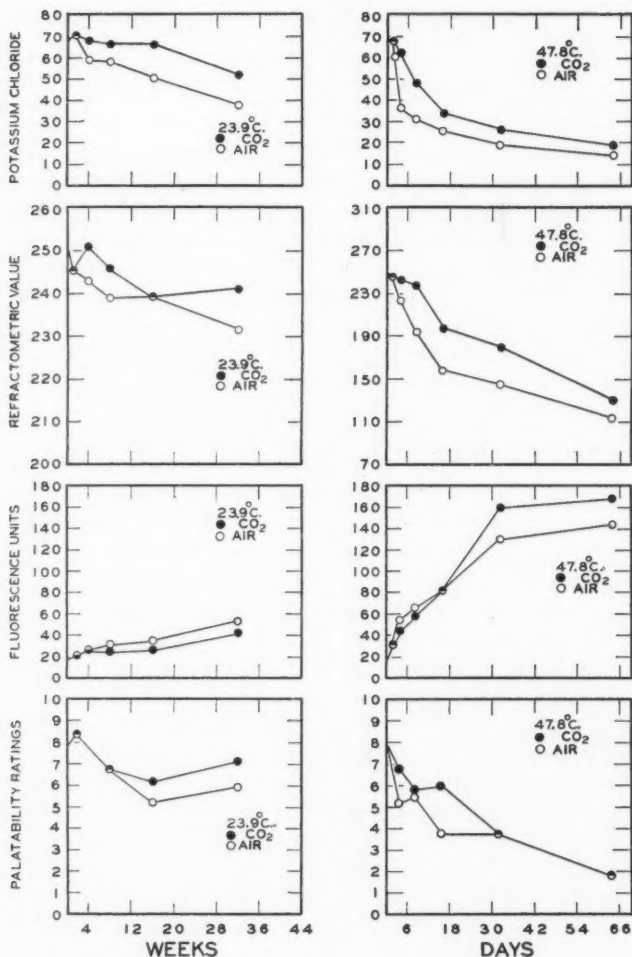 POTASSIUM CHLORIDE
80
70
60
50
40
30
20
10
0
23.9°C.
CO2
AIR
80
70
60
50
40
30
20
10
0
47.8°C.
CO2
AIR
REFRACTOMETRIC VALUE
260
250
240
230
220
210
200
23.9°C.
CO2
AIR
310
270
230
190
150
110
70
47.8°C.
CO2
AIR
FLUORESCENCE UNITS
180
160
140
120
100
80
60
40
20
23.9°C.
CO2
AIR
180
160
140
120
100
80
60
40
20
47.8°C.
CO2
AIR
PALATABILITY RATINGS
10
9
8
7
6
5
4
3
2
1
0
23.9°C.
CO2
AIR
4 12 20 28 36 44
WEEKS
10
9
8
7
6
5
4
3
2
1
0
47.8°C.
CO2
AIR
6 18 30 42 54 66
DAYS